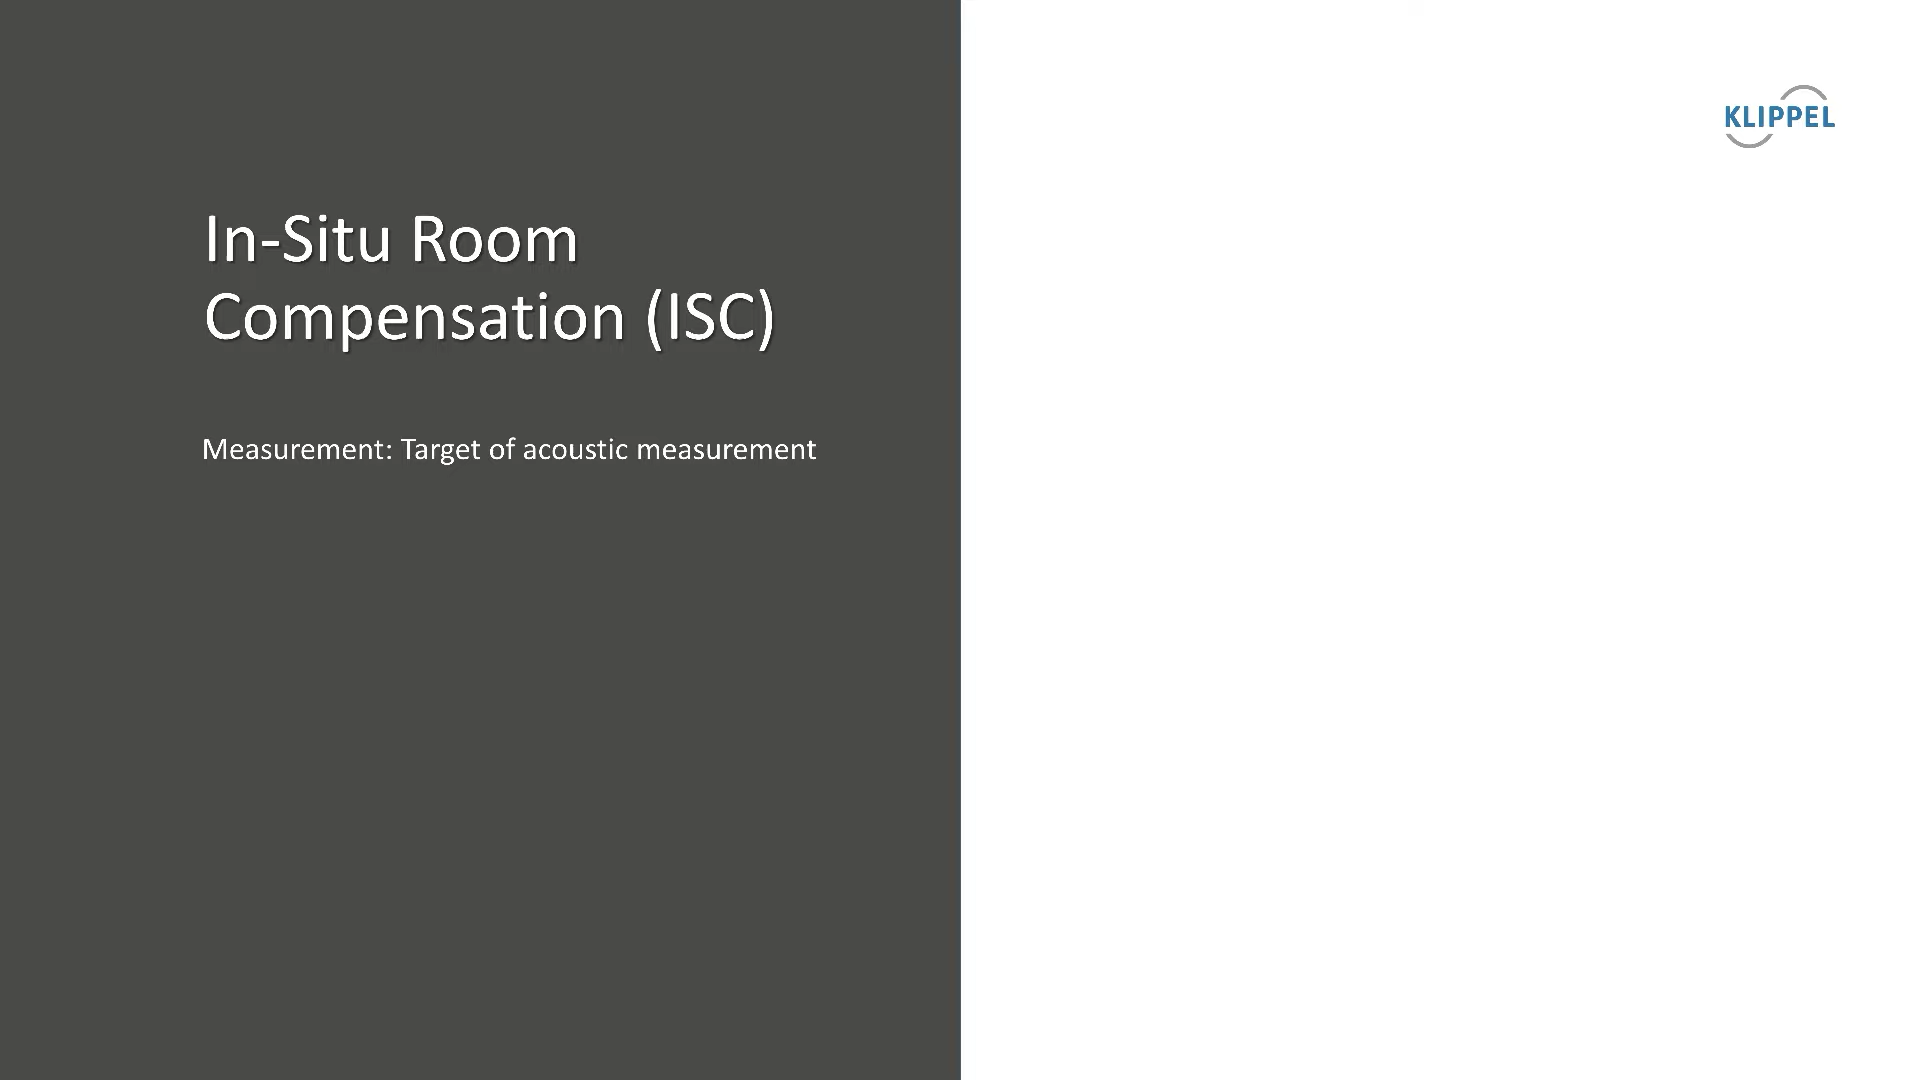 KLIPPEL
In-Situ Room
Compensation (ISC)
Measurement: Target of acoustic measurement